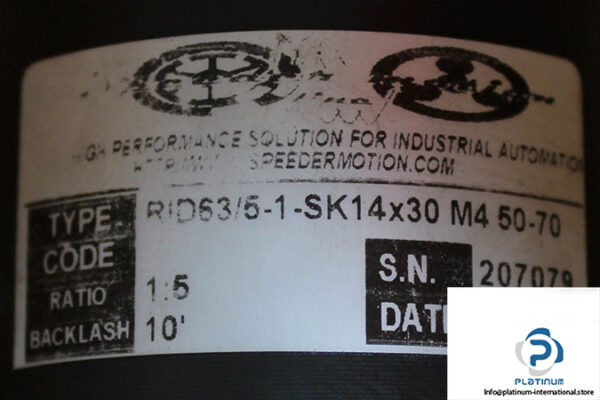 HIGH PERFORMANCE SOLUTION FOR INDUSTRIAL AUTOMATION
SPEEDERMOTION.COM
TYPE CODE RID63/5-1-SK14x30 M4 50-70
RATIO 1:5
BACKLASH 10'
S.N. 207079
DATE
PLATINUM
Info@platinum-international.store